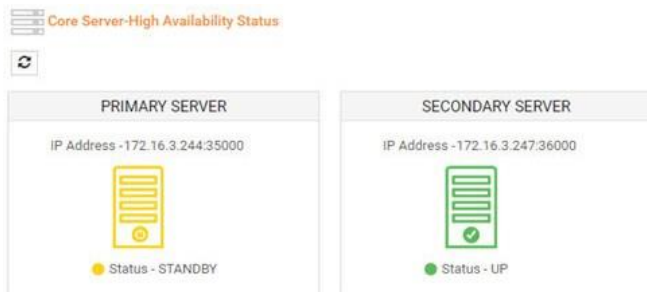 Core Server-High Availability Status
PRIMARY SERVER
IP Address -172.16.3.244:35000
Status - STANDBY
SECONDARY SERVER
IP Address -172.16.3.247:36000
Status - UP